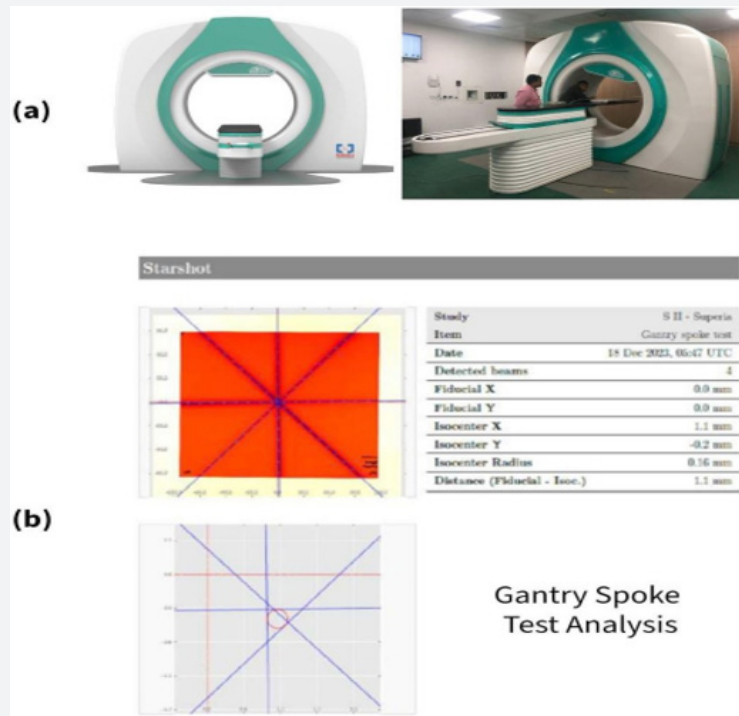 (a)
Starshot
Study S II - Superia
Item Gantry spoke test
Date 18 Dec 2023, 05:47 UTC
Detected beams 4
Fiducial X 0.0 mm
Fiducial Y 0.0 mm
Isocenter X 1.1 mm
Isocenter Y -0.2 mm
Isocenter Radius 0.16 mm
Distance (Fiducial - Isoc.) 1.1 mm
(b)
Gantry Spoke
Test Analysis